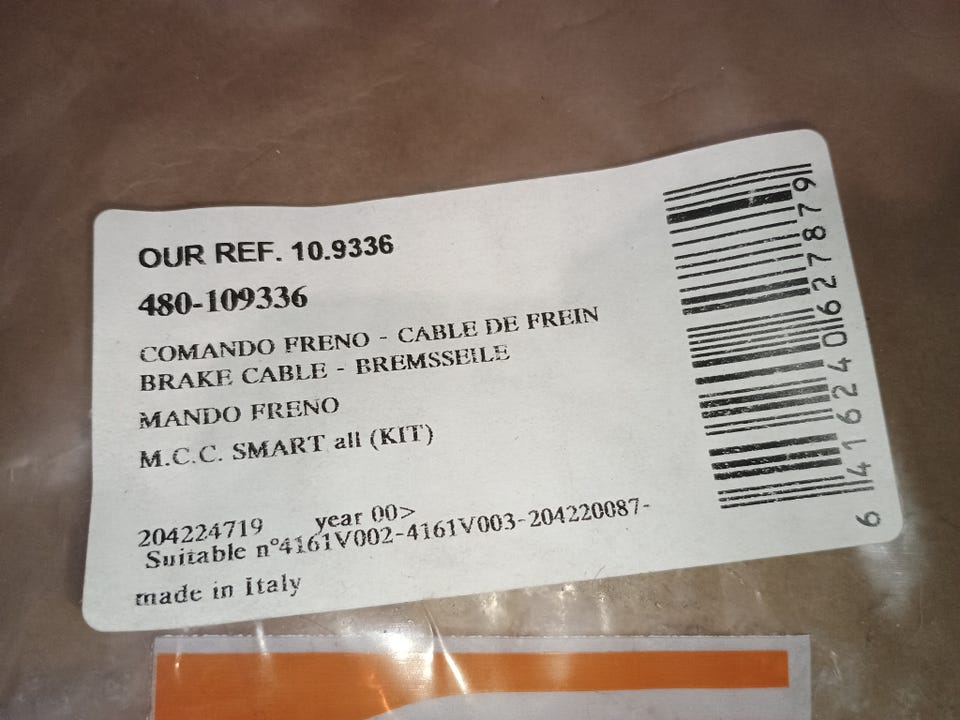 OUR REF. 10.9336
480-109336
COMANDO FRENO - CABLE DE FREIN
BRAKE CABLE - BREMSSEILE
MANDO FRENO
M.C.C. SMART all (KIT)
204224719 year 00>
Suitable n°4161V002-4161V003-204220087-
made in Italy
6 416240 627879